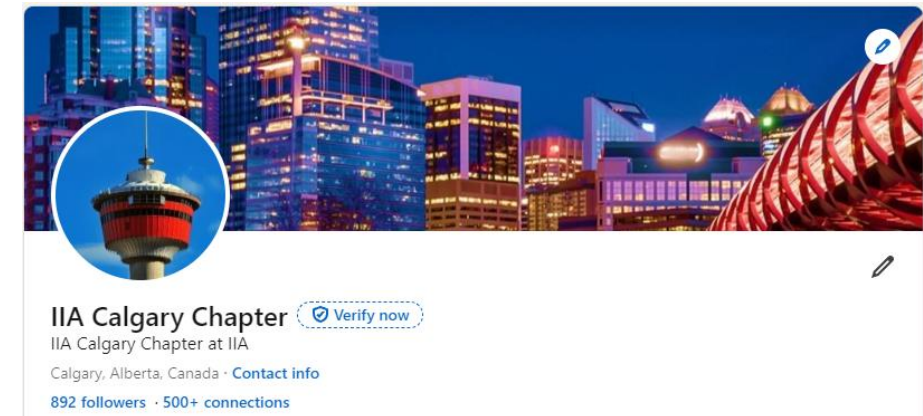 IIA Calgary Chapter Verify now
IIA Calgary Chapter at IIA
Calgary, Alberta, Canada · Contact info
892 followers · 500+ connections